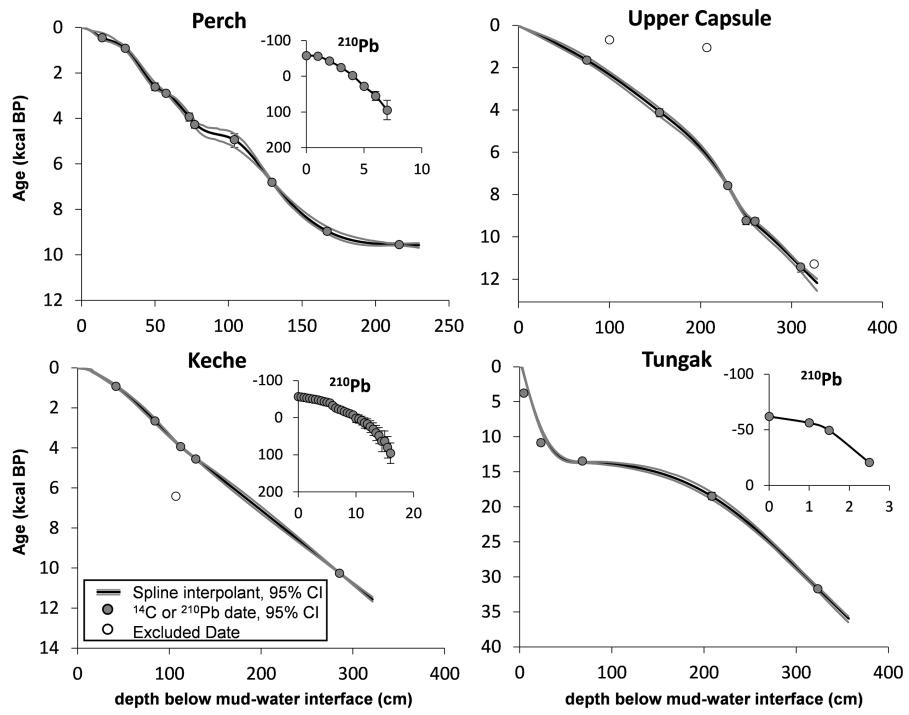 Perch
Age (kcal BP)
0
2
4
6
8
10
12
0 50 100 150 200 250
²¹⁰Pb
-100
0
100
200
0 5 10
Upper Capsule
0
2
4
6
8
10
12
0 100 200 300 400
Keche
Age (kcal BP)
0
2
4
6
8
10
12
14
0 100 200 300 400
depth below mud-water interface (cm)
²¹⁰Pb
-100
0
100
200
0 10 20
Spline interpolant, 95% CI
¹⁴C or ²¹⁰Pb date, 95% CI
Excluded Date
Tungak
0
5
10
15
20
25
30
35
40
0 100 200 300 400
depth below mud-water interface (cm)
²¹⁰Pb
-100
-50
0
0 1 2 3